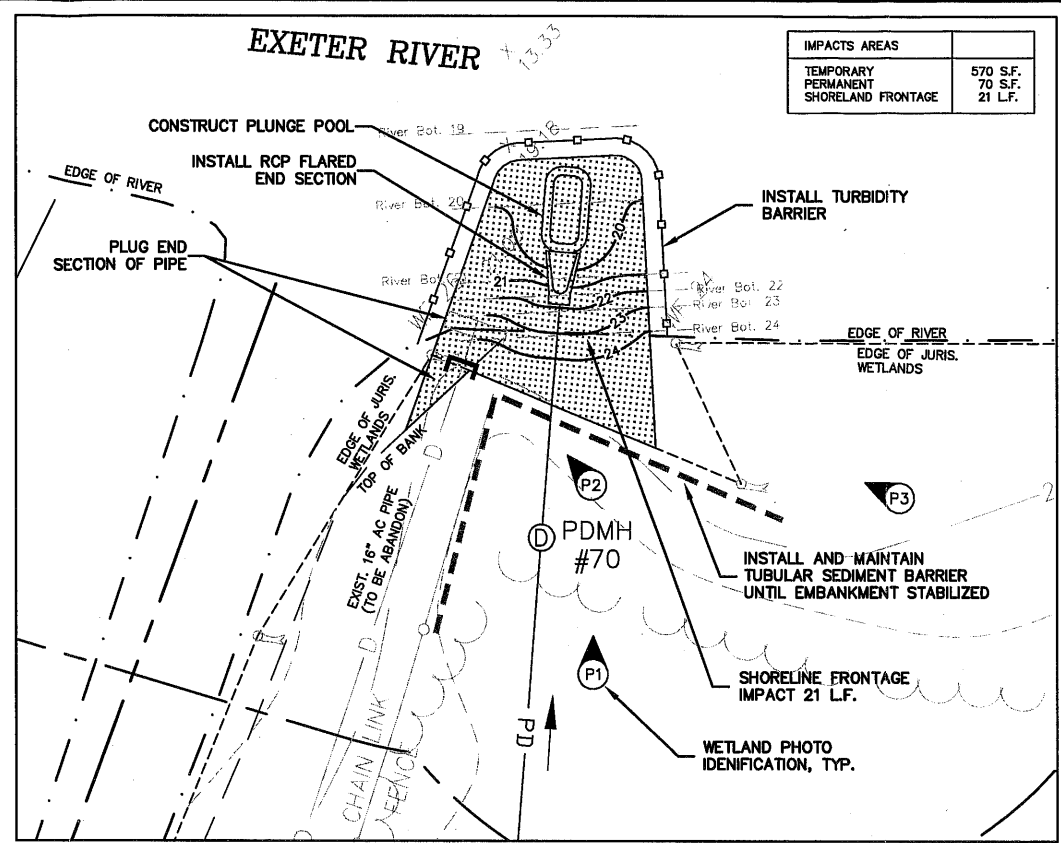 EXETER RIVER
13.33
IMPACTS AREAS
TEMPORARY 570 S.F.
PERMANENT 70 S.F.
SHORELAND FRONTAGE 21 L.F.
CONSTRUCT PLUNGE POOL
River Bot. 19
19.18
INSTALL RCP FLARED
END SECTION
EDGE OF RIVER
River Bot. 20
20
INSTALL TURBIDITY
BARRIER
PLUG END
SECTION OF PIPE
21
River Bot. 22
22
River Bot. 23
23
River Bot. 24
24
EDGE OF RIVER
EDGE OF JURIS.
WETLANDS
EDGE OF JURIS.
WETLANDS
TOP OF BANK
D
EXIST. 16" AC PIPE
(TO BE ABANDON)
P2
P3
D
PDMH
#70
2
INSTALL AND MAINTAIN
TUBULAR SEDIMENT BARRIER
UNTIL EMBANKMENT STABILIZED
D
P1
SHORELINE FRONTAGE
IMPACT 21 L.F.
PD
WETLAND PHOTO
IDENIFICATION, TYP.
CHAIN LINK
FENCE